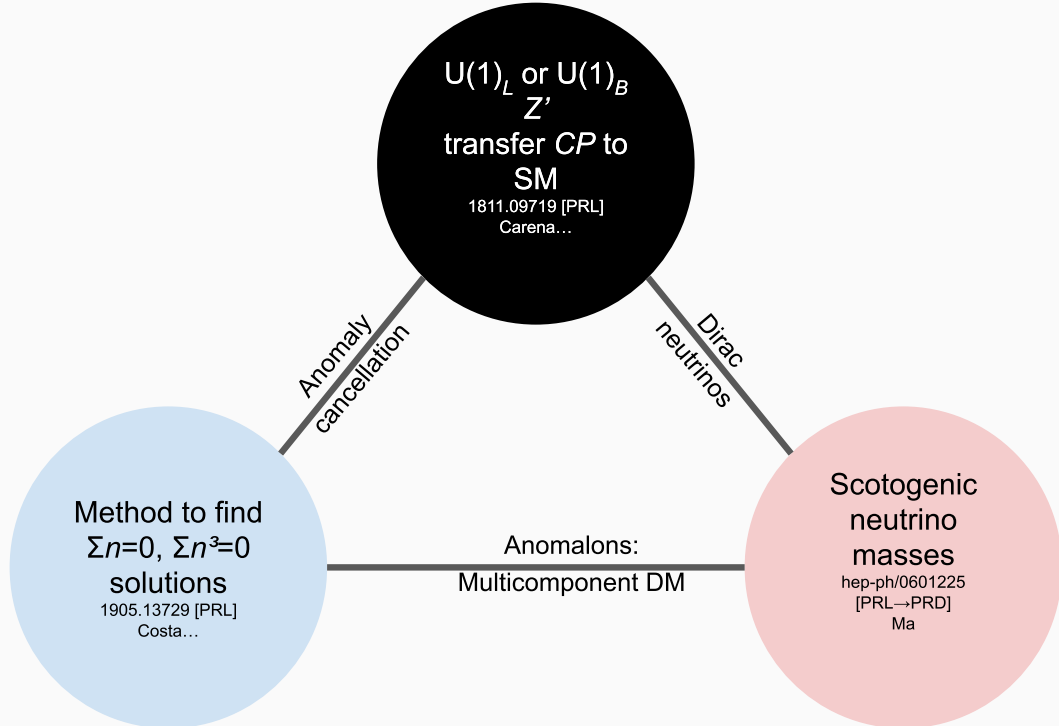 U(1)L or U(1)B
Z’
transfer CP to
SM
1811.09719 [PRL]
Carena…
Anomaly
cancellation
Dirac
neutrinos
Method to find
Σn=0, Σn³=0
solutions
1905.13729 [PRL]
Costa…
Anomalons:
Multicomponent DM
Scotogenic
neutrino
masses
hep-ph/0601225
[PRL→PRD]
Ma